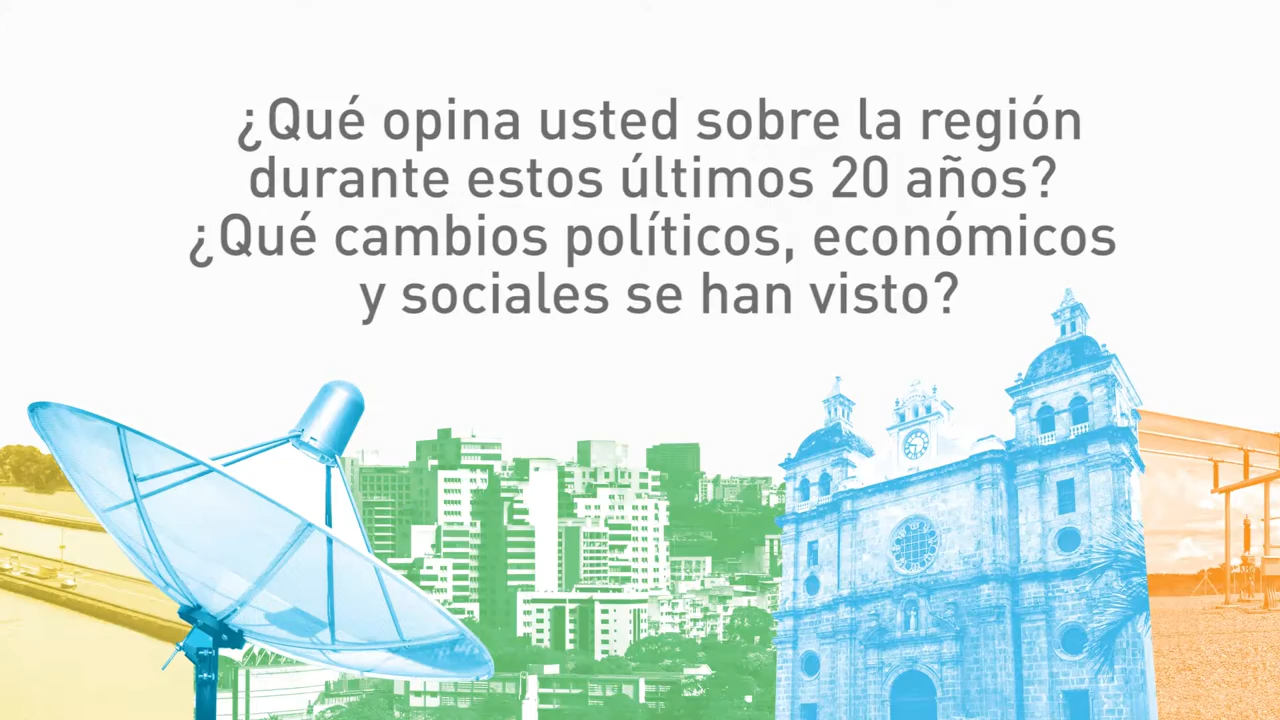 ¿Qué opina usted sobre la región
durante estos últimos 20 años?
¿Qué cambios políticos, económicos
y sociales se han visto?